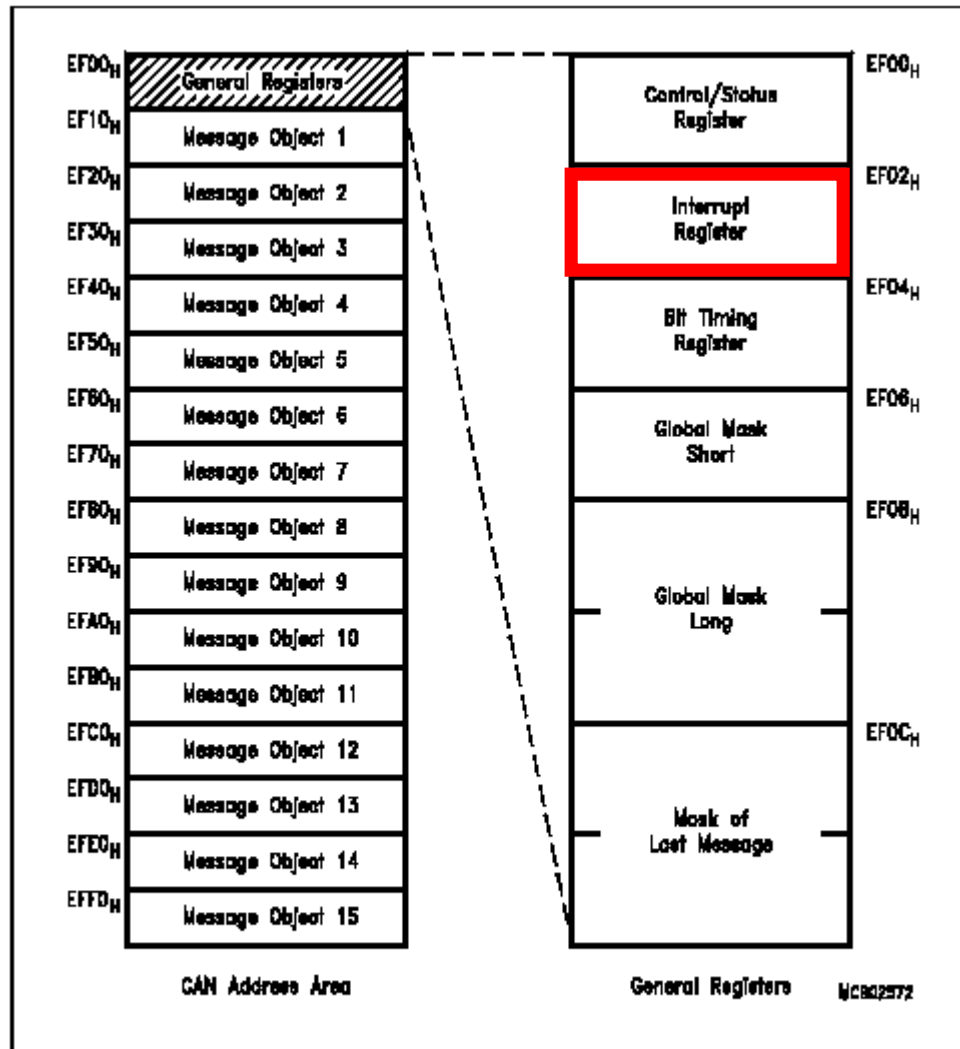 EF00H
General Registers
EF10H
Message Object 1
EF20H
Message Object 2
EF30H
Message Object 3
EF40H
Message Object 4
EF50H
Message Object 5
EF60H
Message Object 6
EF70H
Message Object 7
EF80H
Message Object 8
EF90H
Message Object 9
EFA0H
Message Object 10
EFB0H
Message Object 11
EFC0H
Message Object 12
EFD0H
Message Object 13
EFE0H
Message Object 14
EFF0H
Message Object 15
CAN Address Area
EF00H
Control/Status
Register
EF02H
Interrupt
Register
EF04H
Bit Timing
Register
EF06H
Global Mask
Short
EF08H
Global Mask
Long
EF0CH
Mask of
Last Message
General Registers